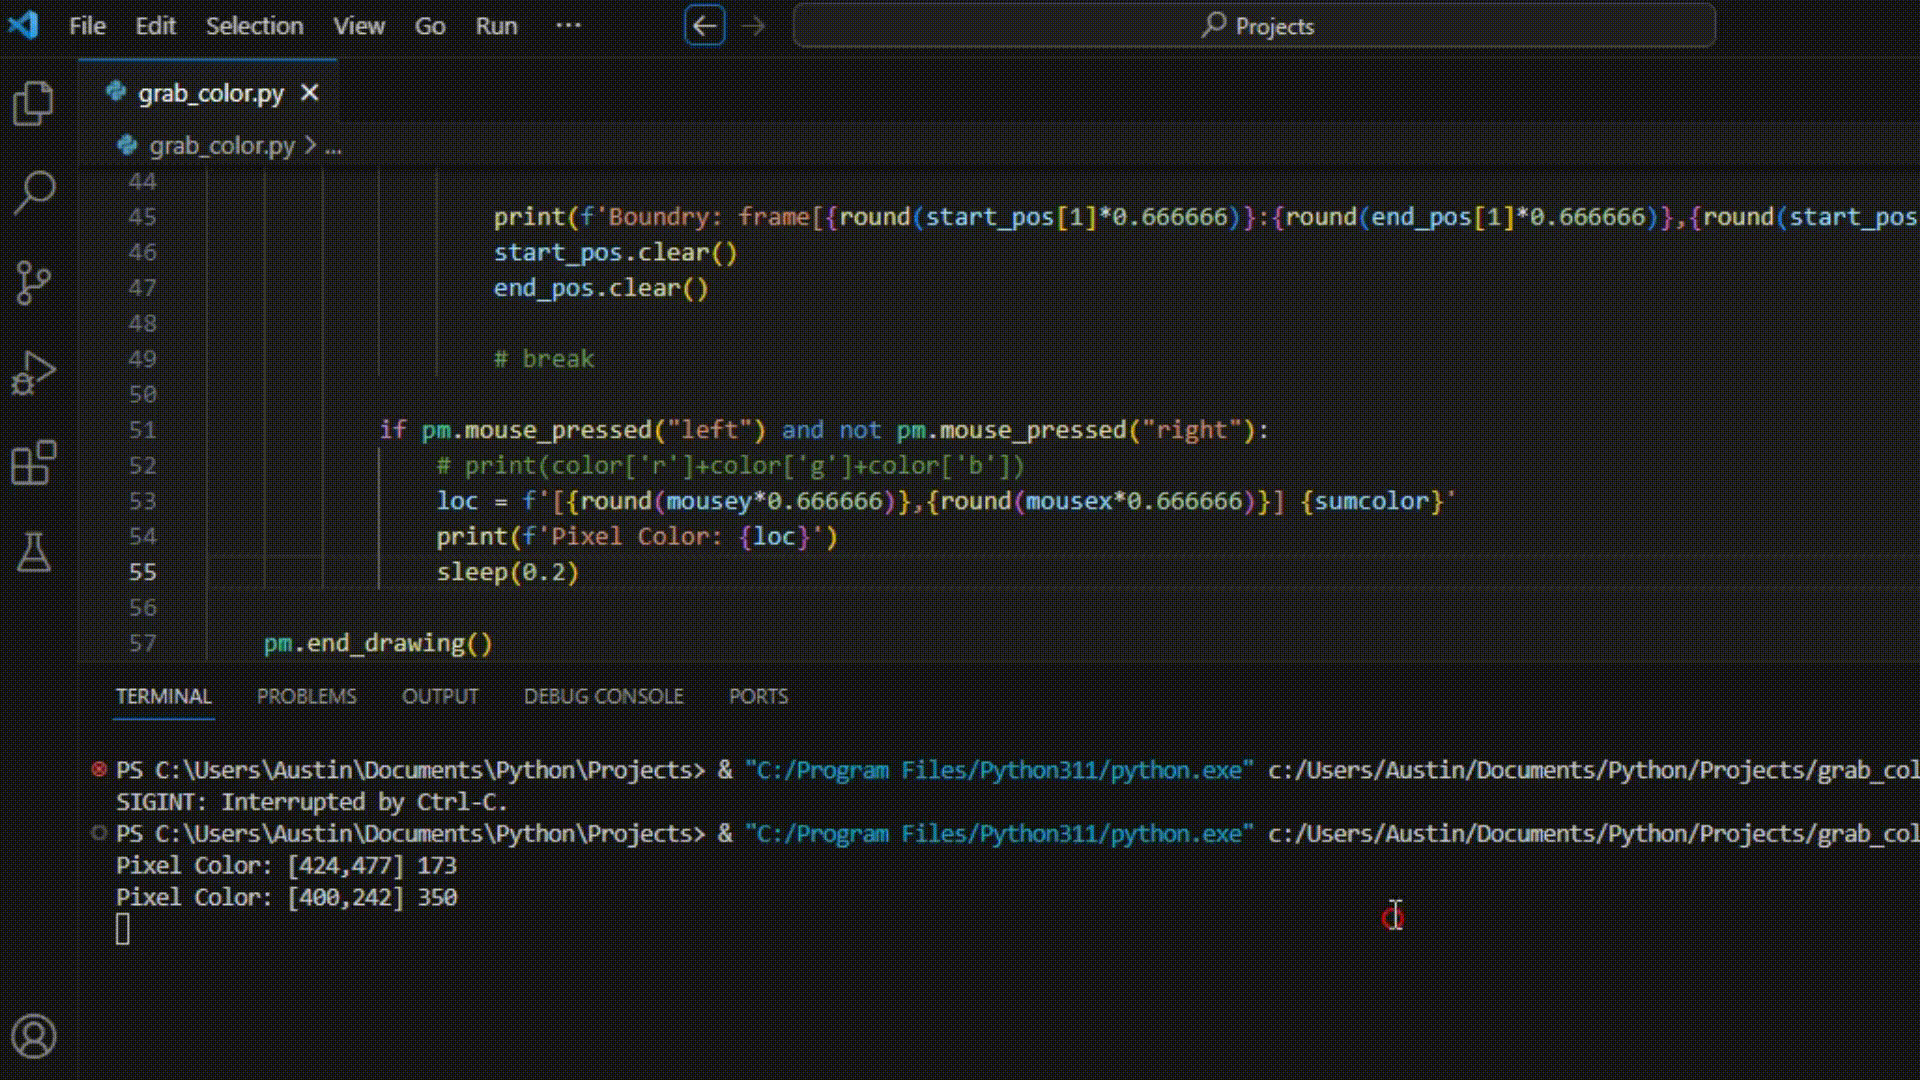 File Edit Selection View Go Run ... Projects
grab_color.py
grab_color.py > ...
44
45 print(f'Boundry: frame[{round(start_pos[1]*0.666666)}:{round(end_pos[1]*0.666666)},{round(start_pos
46 start_pos.clear()
47 end_pos.clear()
48
49 # break
50
51 if pm.mouse_pressed("left") and not pm.mouse_pressed("right"):
52 # print(color['r']+color['g']+color['b'])
53 loc = f'[{round(mousey*0.666666)},{round(mousex*0.666666)}] {sumcolor}'
54 print(f'Pixel Color: {loc}')
55 sleep(0.2)
56
57 pm.end_drawing()
TERMINAL PROBLEMS OUTPUT DEBUG CONSOLE PORTS
PS C:\Users\Austin\Documents\Python\Projects> & "C:/Program Files/Python311/python.exe" c:/Users/Austin/Documents/Python/Projects/grab_col
SIGINT: Interrupted by Ctrl-C.
PS C:\Users\Austin\Documents\Python\Projects> & "C:/Program Files/Python311/python.exe" c:/Users/Austin/Documents/Python/Projects/grab_col
Pixel Color: [424,477] 173
Pixel Color: [400,242] 350